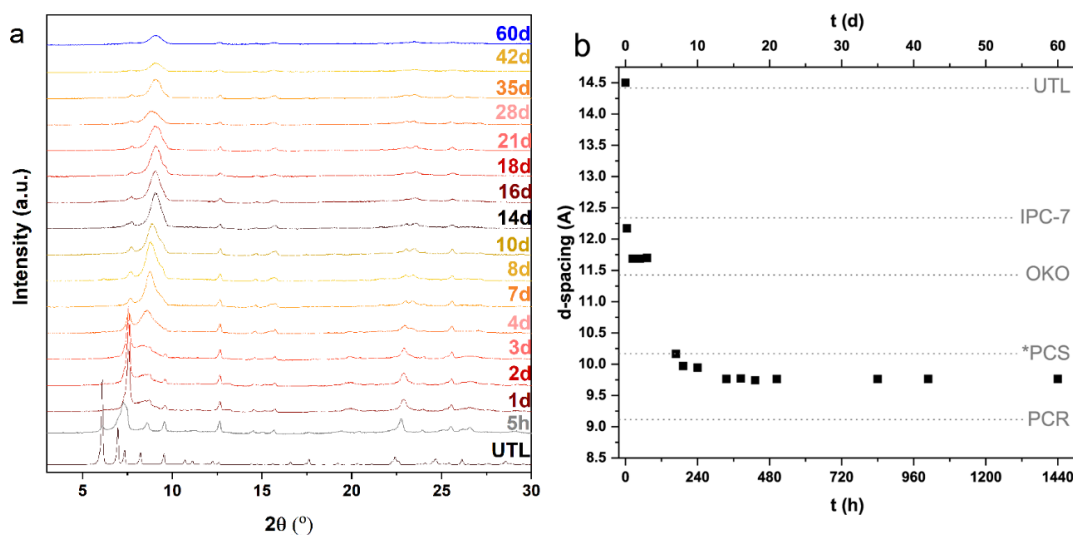 a
60d
42d
35d
28d
21d
18d
16d
14d
10d
8d
7d
4d
3d
2d
1d
5h
UTL
Intensity (a.u.)
5 10 15 20 25 30
2θ (°)
b
t (d)
0 10 20 30 40 50 60
14.5
14.0
13.5
13.0
12.5
12.0
11.5
11.0
10.5
10.0
9.5
9.0
8.5
d-spacing (A)
UTL
IPC-7
OKO
*PCS
PCR
0 240 480 720 960 1200 1440
t (h)